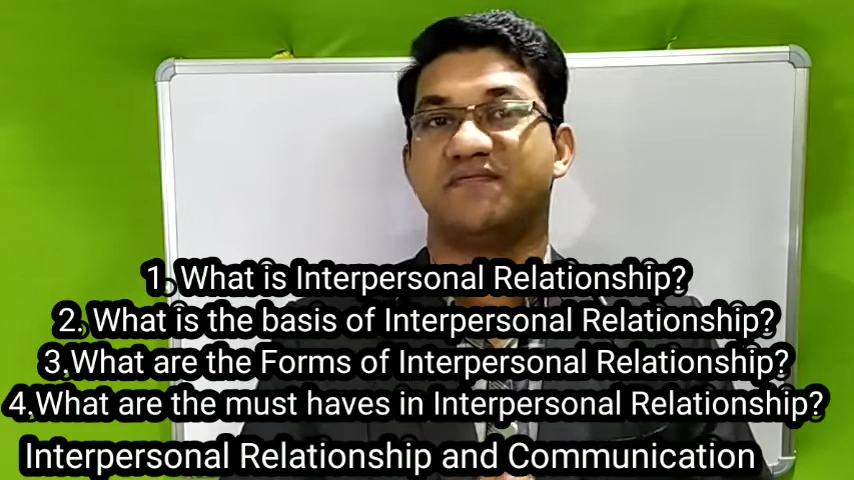 1. What is Interpersonal Relationship?
2. What is the basis of Interpersonal Relationship?
3.What are the Forms of Interpersonal Relationship?
4.What are the must haves in Interpersonal Relationship?
Interpersonal Relationship and Communication